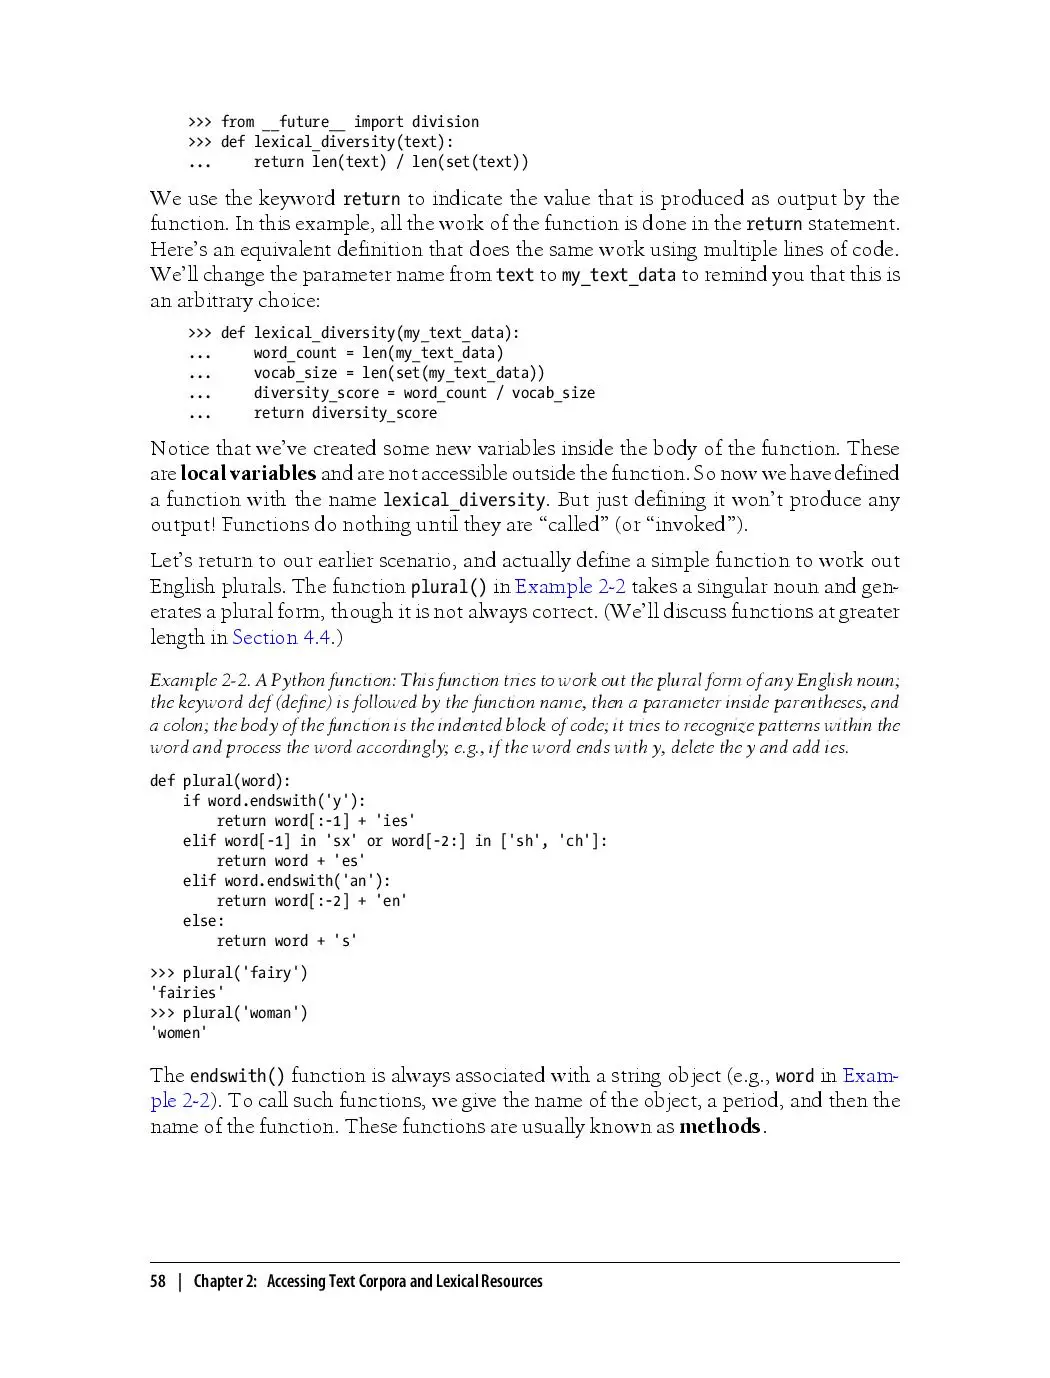 >>> from __future__ import division
>>> def lexical_diversity(text):
...     return len(text) / len(set(text))
We use the keyword return to indicate the value that is produced as output by the
function. In this example, all the work of the function is done in the return statement.
Here’s an equivalent definition that does the same work using multiple lines of code.
We’ll change the parameter name from text to my_text_data to remind you that this is
an arbitrary choice:
>>> def lexical_diversity(my_text_data):
...     word_count = len(my_text_data)
...     vocab_size = len(set(my_text_data))
...     diversity_score = word_count / vocab_size
...     return diversity_score
Notice that we’ve created some new variables inside the body of the function. These
are local variables and are not accessible outside the function. So now we have defined
a function with the name lexical_diversity. But just defining it won’t produce any
output! Functions do nothing until they are “called” (or “invoked”).
Let’s return to our earlier scenario, and actually define a simple function to work out
English plurals. The function plural() in Example 2-2 takes a singular noun and gen-
erates a plural form, though it is not always correct. (We’ll discuss functions at greater
length in Section 4.4.)
Example 2-2. A Python function: This function tries to work out the plural form of any English noun;
the keyword def (define) is followed by the function name, then a parameter inside parentheses, and
a colon; the body of the function is the indented block of code; it tries to recognize patterns within the
word and process the word accordingly; e.g., if the word ends with y, delete the y and add ies.
def plural(word):
    if word.endswith('y'):
        return word[:-1] + 'ies'
    elif word[-1] in 'sx' or word[-2:] in ['sh', 'ch']:
        return word + 'es'
    elif word.endswith('an'):
        return word[:-2] + 'en'
    else:
        return word + 's'
>>> plural('fairy')
'fairies'
>>> plural('woman')
'women'
The endswith() function is always associated with a string object (e.g., word in Exam-
ple 2-2). To call such functions, we give the name of the object, a period, and then the
name of the function. These functions are usually known as methods.
58 | Chapter 2: Accessing Text Corpora and Lexical Resources